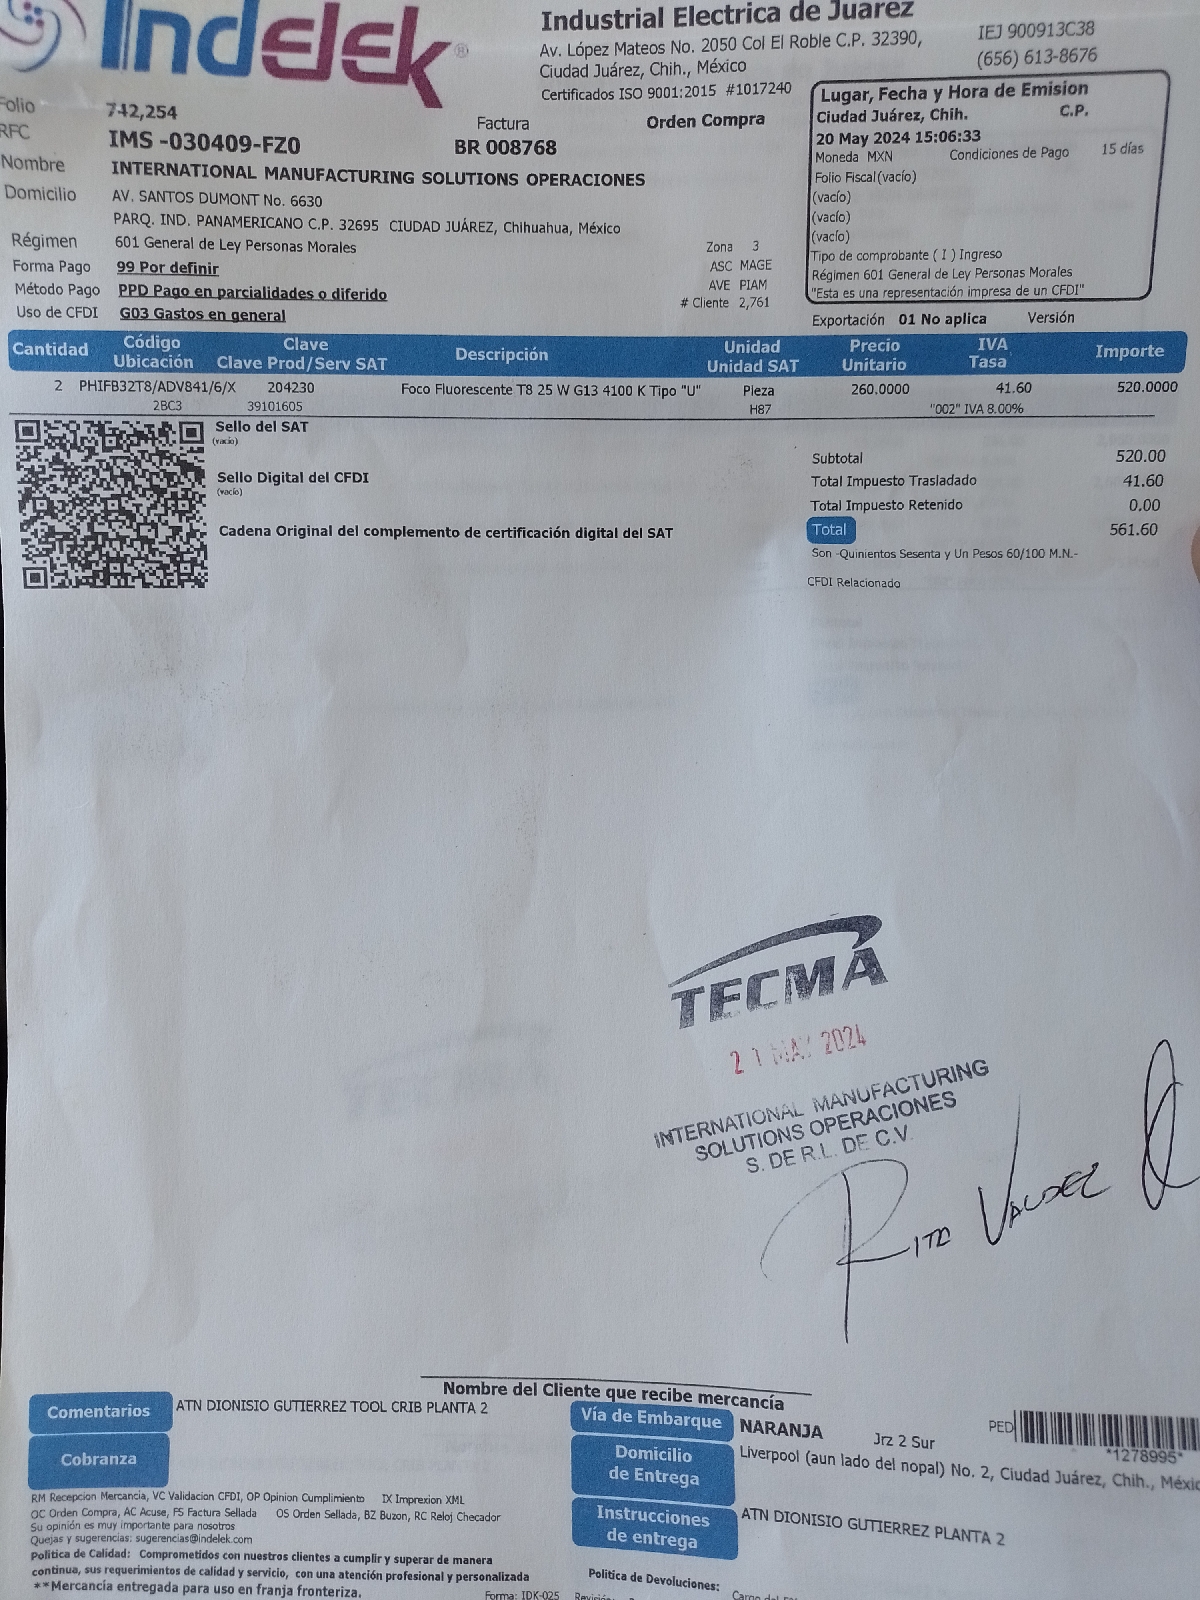 Indelek®
Industrial Electrica de Juarez
Av. López Mateos No. 2050 Col El Roble C.P. 32390,
Ciudad Juárez, Chih., México
Certificados ISO 9001:2015 #1017240
IEJ 900913C38
(656) 613-8676
Folio 742,254
RFC IMS -030409-FZ0
Factura
BR 008768
Orden Compra
Nombre INTERNATIONAL MANUFACTURING SOLUTIONS OPERACIONES
Domicilio AV. SANTOS DUMONT No. 6630
PARQ. IND. PANAMERICANO C.P. 32695 CIUDAD JUÁREZ, Chihuahua, México
Régimen 601 General de Ley Personas Morales
Forma Pago 99 Por definir
Método Pago PPD Pago en parcialidades o diferido
Uso de CFDI G03 Gastos en general
Zona 3
ASC MAGE
AVE PIAM
# Cliente 2,761
Lugar, Fecha y Hora de Emision
Ciudad Juárez, Chih. C.P.
20 May 2024 15:06:33
Moneda MXN Condiciones de Pago 15 días
Folio Fiscal(vacío)
(vacío)
(vacío)
(vacío)
Tipo de comprobante ( I ) Ingreso
Régimen 601 General de Ley Personas Morales
"Esta es una representación impresa de un CFDI"
Exportación 01 No aplica Versión
Cantidad Código Ubicación Clave Clave Prod/Serv SAT Descripción Unidad Unidad SAT Precio Unitario IVA Tasa Importe
2 PHIFB32T8/ADV841/6/X 204230 Foco Fluorescente T8 25 W G13 4100 K Tipo "U" Pieza 260.0000 41.60 520.0000
2BC3 39101605 H87 "002" IVA 8.00%
Sello del SAT
(vacío)
Sello Digital del CFDI
(vacío)
Cadena Original del complemento de certificación digital del SAT
Subtotal 520.00
Total Impuesto Trasladado 41.60
Total Impuesto Retenido 0.00
Total 561.60
Son -Quinientos Sesenta y Un Pesos 60/100 M.N.-
CFDI Relacionado
TECMA
21 MAY 2024
INTERNATIONAL MANUFACTURING
SOLUTIONS OPERACIONES
S. DE R.L. DE C.V.
RITA VALDEZ
Nombre del Cliente que recibe mercancía
Comentarios ATN DIONISIO GUTIERREZ TOOL CRIB PLANTA 2
Cobranza
Vía de Embarque NARANJA Jrz 2 Sur
PED
*1278995*
Domicilio de Entrega Liverpool (aun lado del nopal) No. 2, Ciudad Juárez, Chih., Méxic
Instrucciones de entrega ATN DIONISIO GUTIERREZ PLANTA 2
RM Recepcion Mercancia, VC Validacion CFDI, OP Opinion Cumplimiento IX Imprexion XML
OC Orden Compra, AC Acuse, FS Factura Sellada OS Orden Sellada, BZ Buzon, RC Reloj Checador
Su opinión es muy importante para nosotros
Quejas y sugerencias: sugerencias@indelek.com
Politica de Calidad: Comprometidos con nuestros clientes a cumplir y superar de manera
continua, sus requerimientos de calidad y servicio, con una atención profesional y personalizada
**Mercancia entregada para uso en franja fronteriza.
Forma: IDK-025
Politica de Devoluciones: